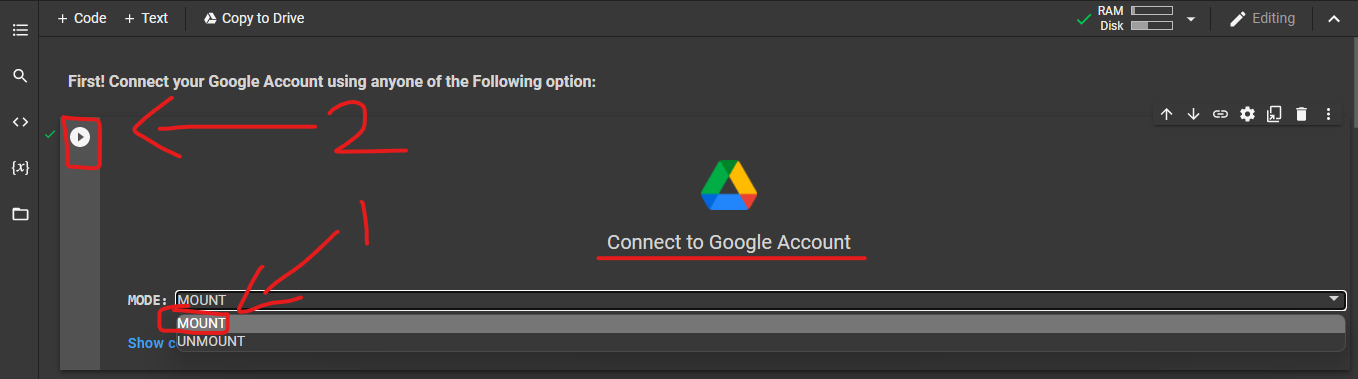 + Code + Text Copy to Drive RAM Disk Editing
First! Connect your Google Account using anyone of the Following option:
2
{x}
1
Connect to Google Account
MODE: MOUNT
MOUNT
UNMOUNT
Show c